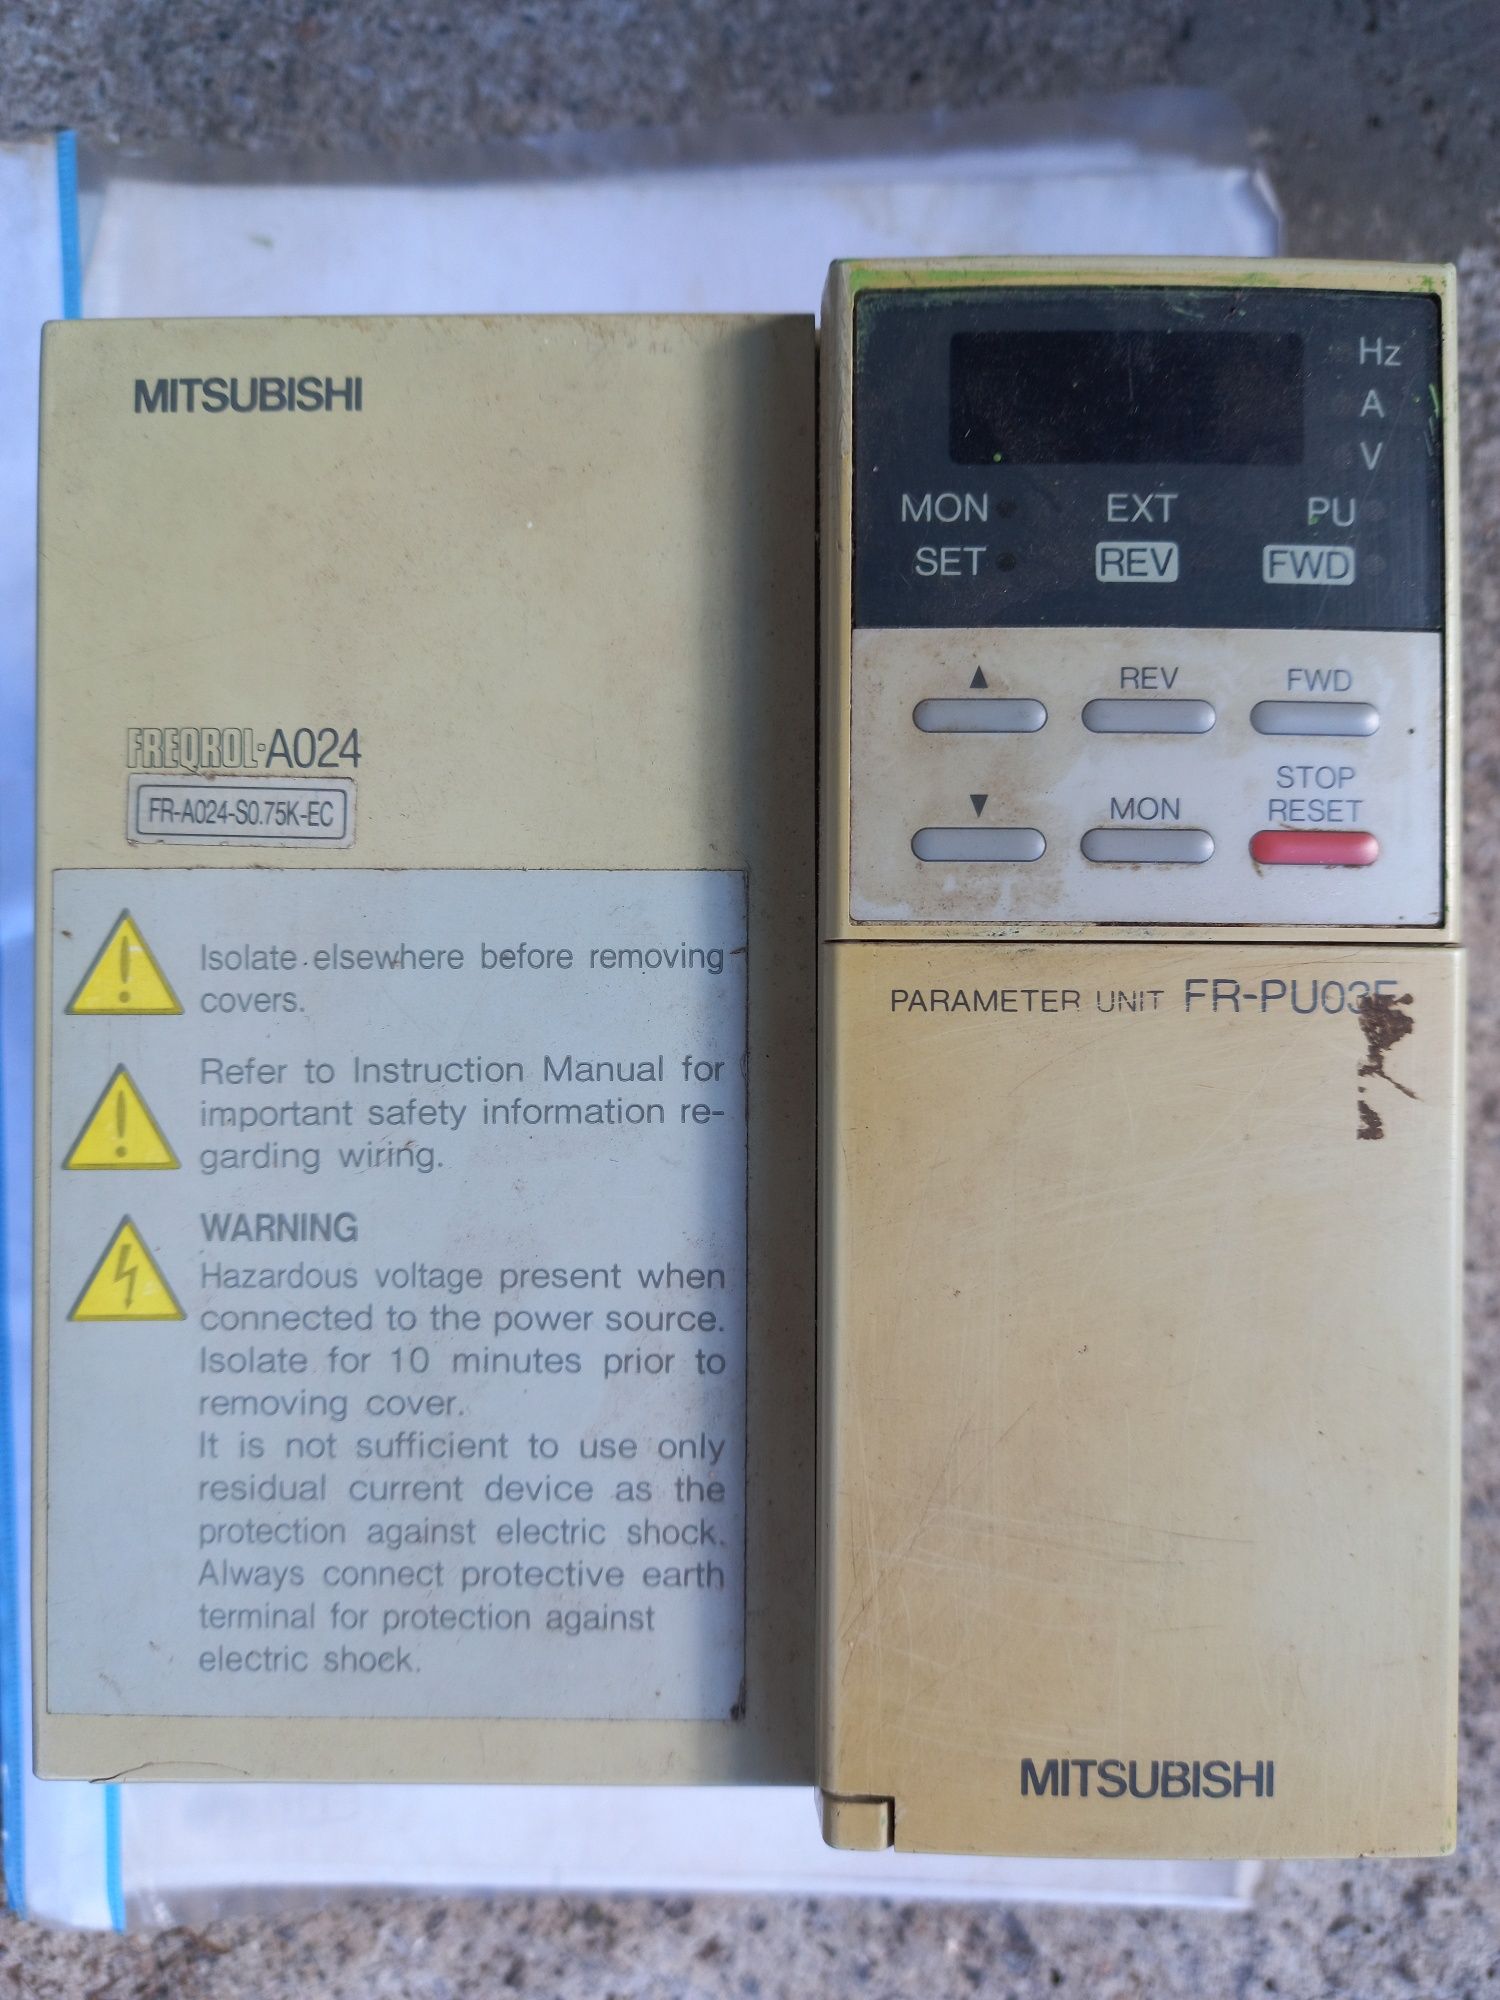 MITSUBISHI
FREQROL-A024
FR-A024-S0.75K-EC
Isolate elsewhere before removing
covers.
Refer to Instruction Manual for
important safety information re-
garding wiring.
WARNING
Hazardous voltage present when
connected to the power source.
Isolate for 10 minutes prior to
removing cover.
It is not sufficient to use only
residual current device as the
protection against electric shock.
Always connect protective earth
terminal for protection against
electric shock.
Hz
A
V
MON EXT PU
SET REV FWD
▲ REV FWD
STOP
▼ MON RESET
PARAMETER UNIT FR-PU03E
MITSUBISHI